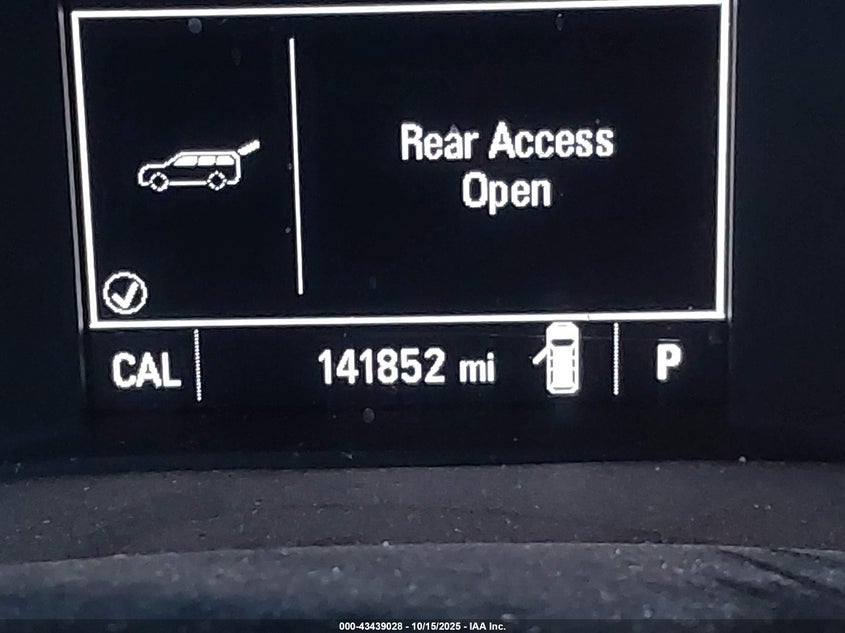 Rear Access
Open
CAL
141852 mi
P
000-43439028 - 10/15/2025 - IAA Inc.